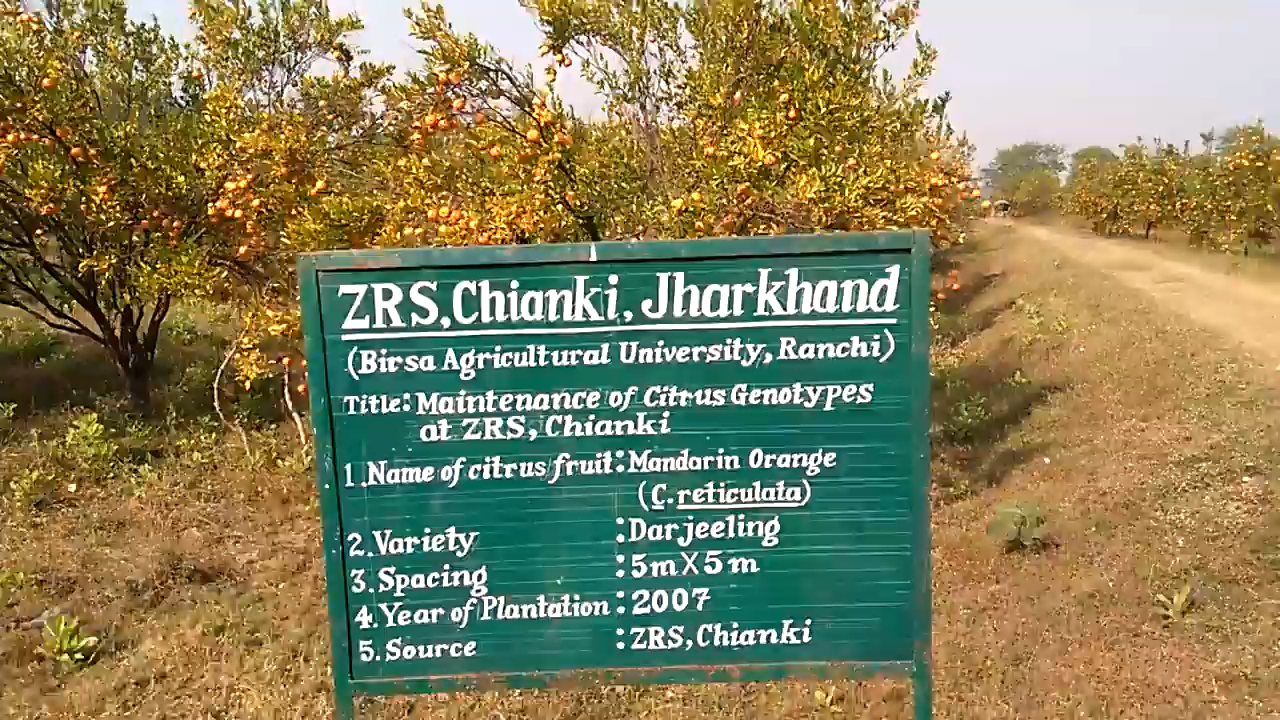 ZRS, Chianki, Jharkhand
(Birsa Agricultural University, Ranchi)
Title: Maintenance of Citrus Genotypes
at ZRS, Chianki
1. Name of citrus fruit: Mandarin Orange
(C. reticulata)
2. Variety : Darjeeling
3. Spacing : 5m X 5m
4. Year of Plantation : 2007
5. Source : ZRS, Chianki